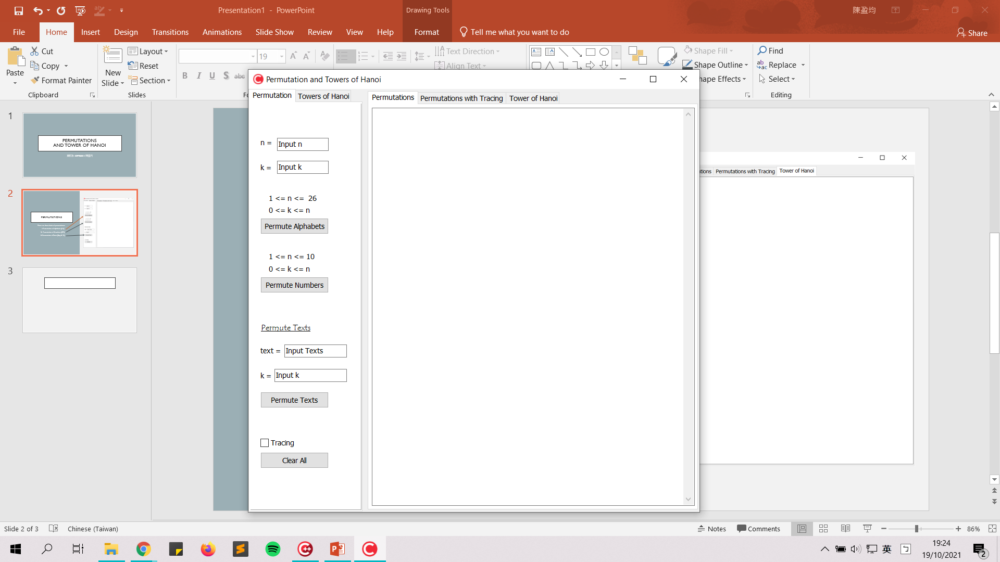 Presentation1 - PowerPoint
Drawing Tools
陳盈均
File
Home
Insert
Design
Transitions
Animations
Slide Show
Review
View
Help
Format
Tell me what you want to do
Share
Paste
Cut
Copy
Format Painter
Clipboard
New
Slide
Layout
Reset
Section
Slides
19
B I U S abc
Text Direction
Align Text
Shape Fill
Shape Outline
hape Effects
Find
Replace
Select
Editing
1
PERMUTATIONS
AND TOWER OF HANOI
2
PERMUTATIONS
3
Permutation and Towers of Hanoi
Permutation
Towers of Hanoi
Permutations
Permutations with Tracing
Tower of Hanoi
n =
Input n
k =
Input k
1 <= n <= 26
0 <= k <= n
Permute Alphabets
1 <= n <= 10
0 <= k <= n
Permute Numbers
Permute Texts
text =
Input Texts
k =
Input k
Permute Texts
Tracing
Clear All
tions
Permutations with Tracing
Tower of Hanoi
Slide 2 of 3
Chinese (Taiwan)
Notes
Comments
86%
英
19:24
19/10/2021
2